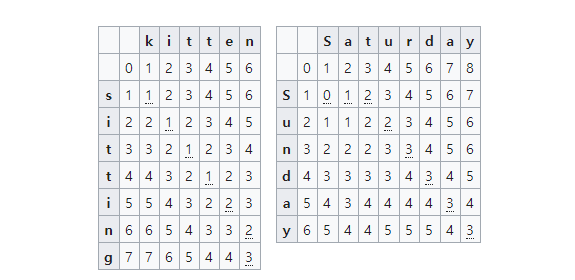 k i t t e n
0 1 2 3 4 5 6
s 1 1 2 3 4 5 6
i 2 2 1 2 3 4 5
t 3 3 2 1 2 3 4
t 4 4 3 2 1 2 3
i 5 5 4 3 2 2 3
n 6 6 5 4 3 3 2
g 7 7 6 5 4 4 3
S a t u r d a y
0 1 2 3 4 5 6 7 8
S 1 0 1 2 3 4 5 6 7
u 2 1 1 2 2 3 4 5 6
n 3 2 2 2 3 3 4 5 6
d 4 3 3 3 3 4 3 4 5
a 5 4 3 4 4 4 4 3 4
y 6 5 4 4 5 5 5 4 3